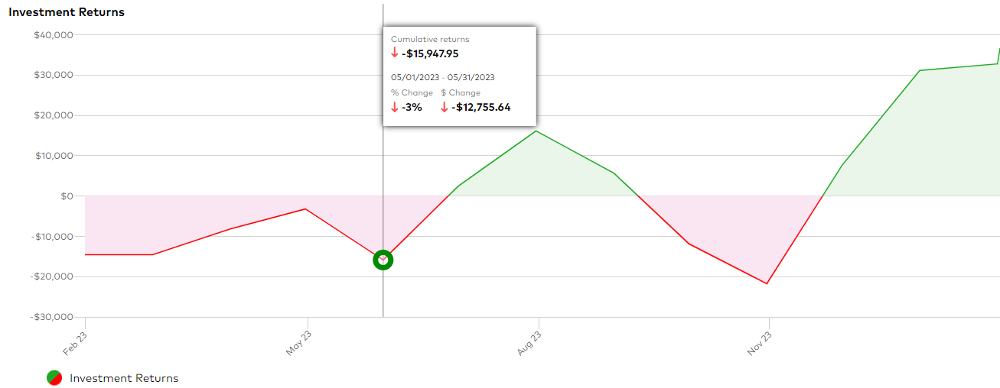 Investment Returns
$40,000
$30,000
$20,000
$10,000
$0
-$10,000
-$20,000
-$30,000
Cumulative returns
-$15,947.95
05/01/2023 - 05/31/2023
% Change $ Change
-3% -$12,755.64
Feb 23
May 23
Aug 23
Nov 23
Investment Returns